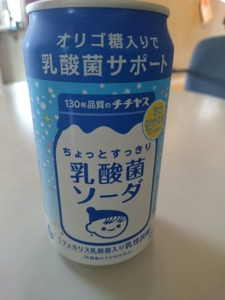 オリゴ糖入りで
乳酸菌サポート
130年品質のチチヤス
ちょっとすっきり
乳酸菌
ソーダ